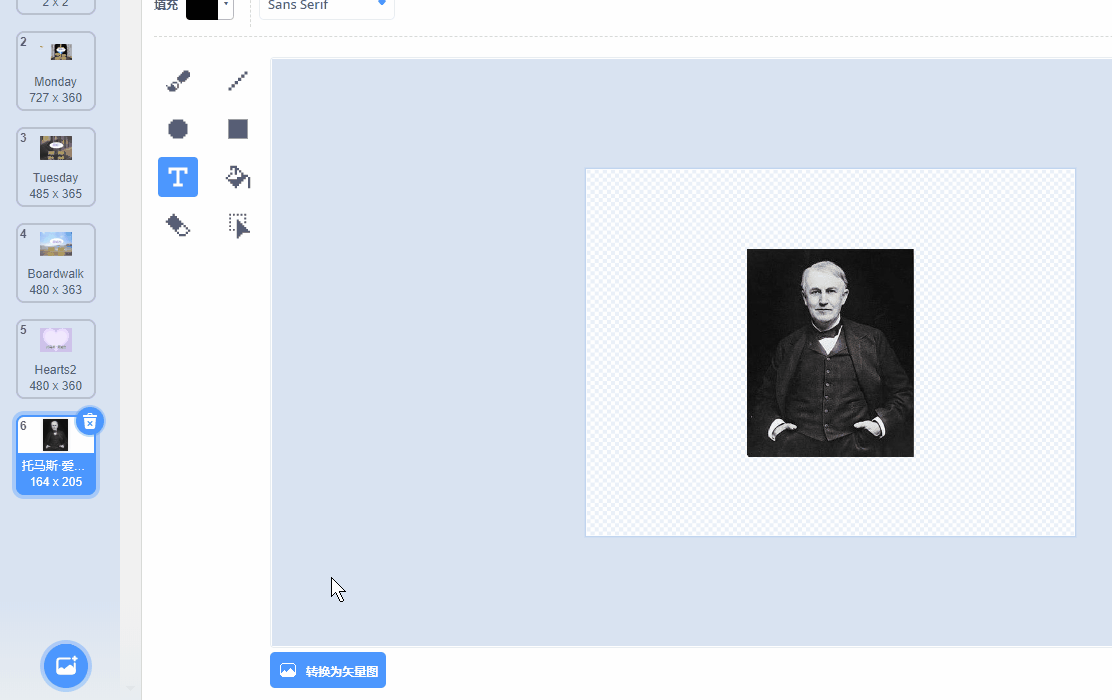 填充
Sans Serif
2 x 2
2
Monday
727 x 360
3
Tuesday
485 x 365
4
Boardwalk
480 x 363
5
Hearts2
480 x 360
6
托马斯·爱...
164 x 205
T
转换为矢量图